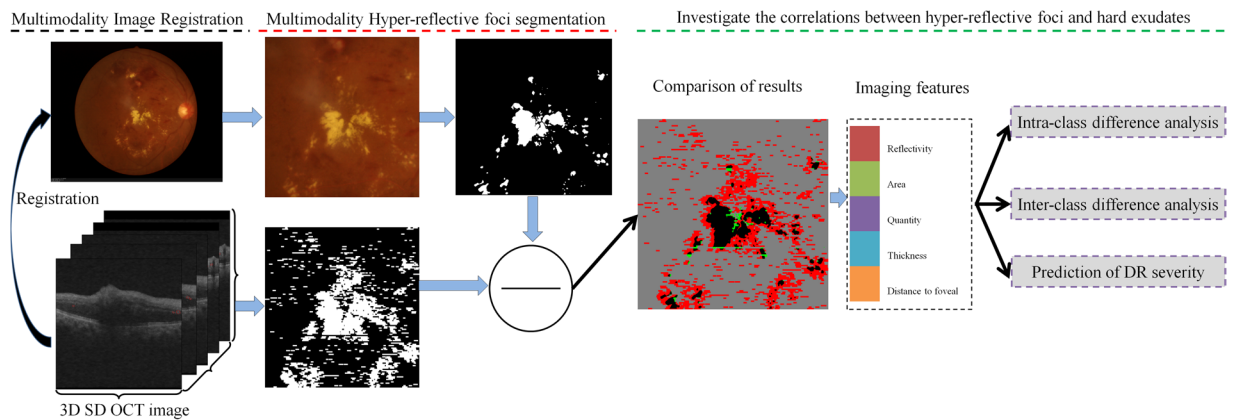 Multimodality Image Registration
Multimodality Hyper-reflective foci segmentation
Investigate the correlations between hyper-reflective foci and hard exudates
Registration
3D SD OCT image
Comparison of results
Imaging features
Reflectivity
Area
Quantity
Thickness
Distance to foveal
Intra-class difference analysis
Inter-class difference analysis
Prediction of DR severity